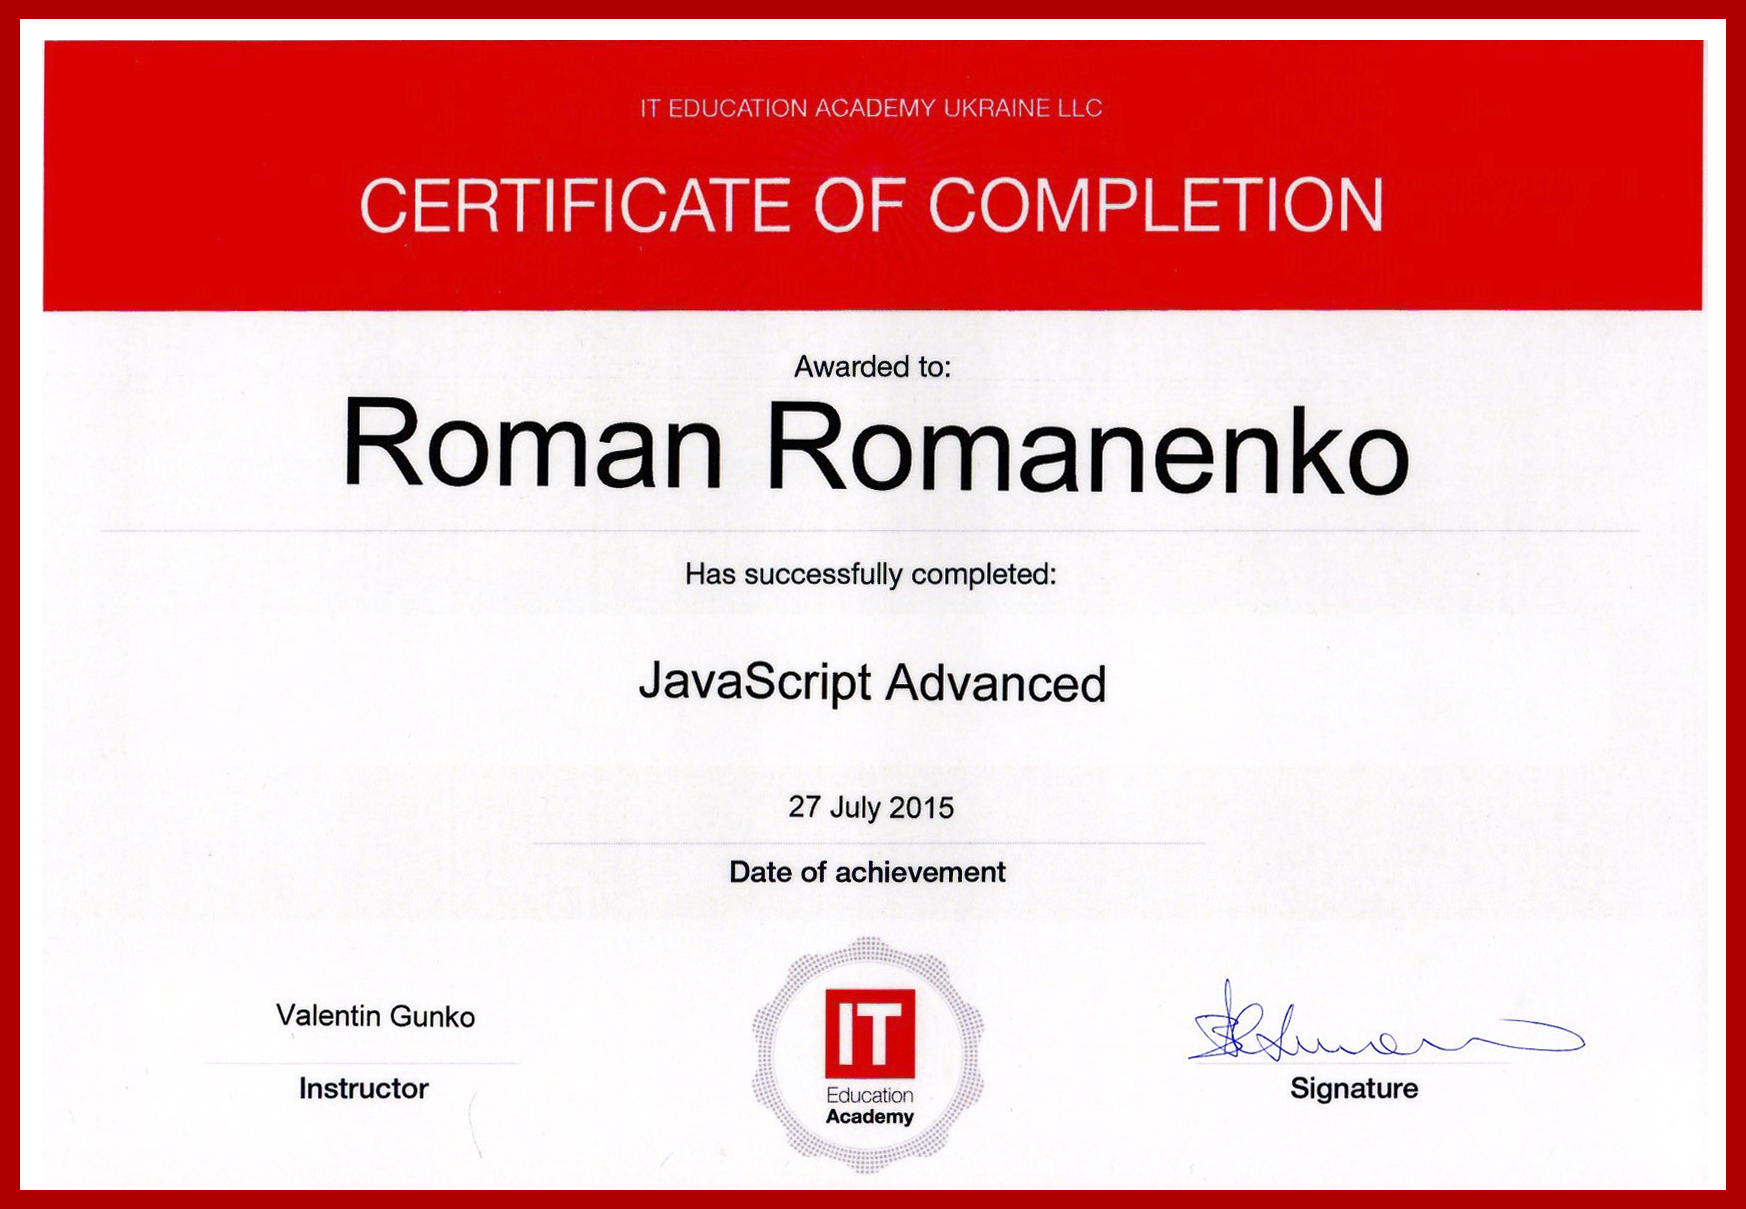 IT EDUCATION ACADEMY UKRAINE LLC
CERTIFICATE OF COMPLETION
Awarded to:
Roman Romanenko
Has successfully completed:
JavaScript Advanced
27 July 2015
Date of achievement
Valentin Gunko
Instructor
IT
Education
Academy
Signature